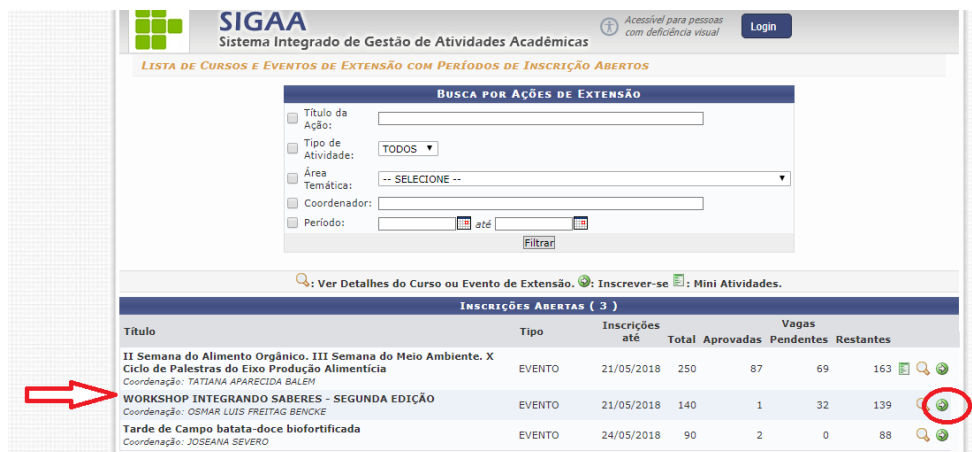 SIGAA
Sistema Integrado de Gestão de Atividades Acadêmicas
Acessível para pessoas
com deficiência visual
Login
LISTA DE CURSOS E EVENTOS DE EXTENSÃO COM PERÍODOS DE INSCRIÇÃO ABERTOS
BUSCA POR AÇÕES DE EXTENSÃO
Título da
Ação:
Tipo de
Atividade:
TODOS
Área
Temática:
-- SELECIONE --
Coordenador:
Período:
até
Filtrar
: Ver Detalhes do Curso ou Evento de Extensão. : Inscrever-se : Mini Atividades.
INSCRIÇÕES ABERTAS ( 3 )
Título Tipo Inscrições até Vagas
Total Aprovadas Pendentes Restantes
II Semana do Alimento Orgânico. III Semana do Meio Ambiente. X
Ciclo de Palestras do Eixo Produção Alimentícia EVENTO 21/05/2018 250 87 69 163
Coordenação: TATIANA APARECIDA BALEM
WORKSHOP INTEGRANDO SABERES - SEGUNDA EDIÇÃO EVENTO 21/05/2018 140 1 32 139
Coordenação: OSMAR LUIS FREITAG BENCKE
Tarde de Campo batata-doce biofortificada EVENTO 24/05/2018 90 2 0 88
Coordenação: JOSEANA SEVERO